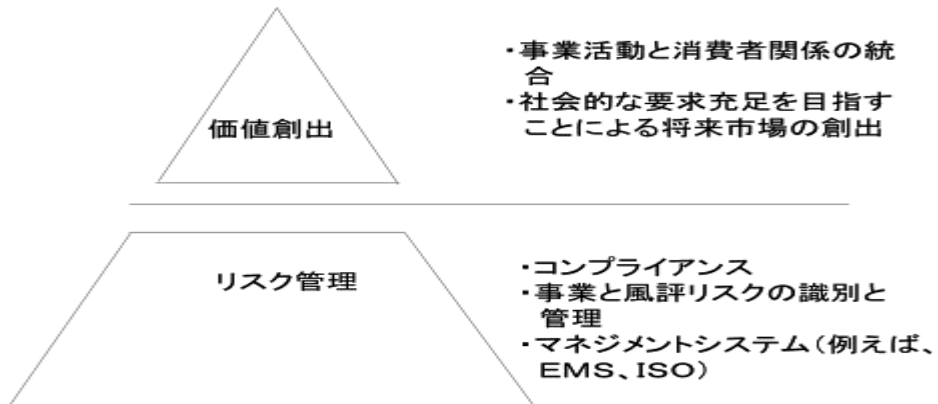 価値創出
・事業活動と消費者関係の統
合
・社会的な要求充足を目指す
ことによる将来市場の創出
リスク管理
・コンプライアンス
・事業と風評リスクの識別と
管理
・マネジメントシステム（例えば、
EMS、ISO）